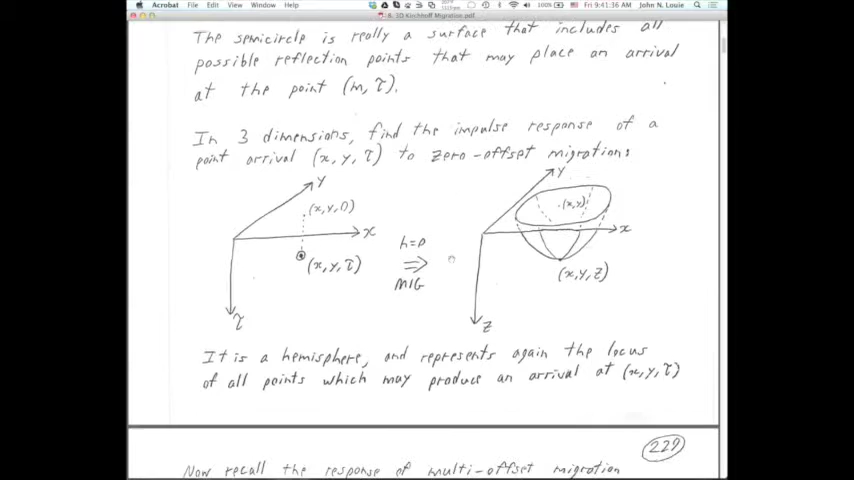 Acrobat File Edit View Window Help
Fri 9:41:36 AM John N. Louie
3D Kirchhoff Migration.pdf
The semicircle is really a surface that includes all
possible reflection points that may place an arrival
at the point (m, τ).
In 3 dimensions, find the impulse response of a
point arrival (x, y, τ) to zero-offset migration:
y
(x, y, 0)
x
(x, y, τ)
τ
h=0
⇒
MIG
y
(x, y)
x
(x, y, z)
z
It is a hemisphere, and represents again the locus
of all points which may produce an arrival at (x, y, τ)
229
Now recall the response of multi-offset migration